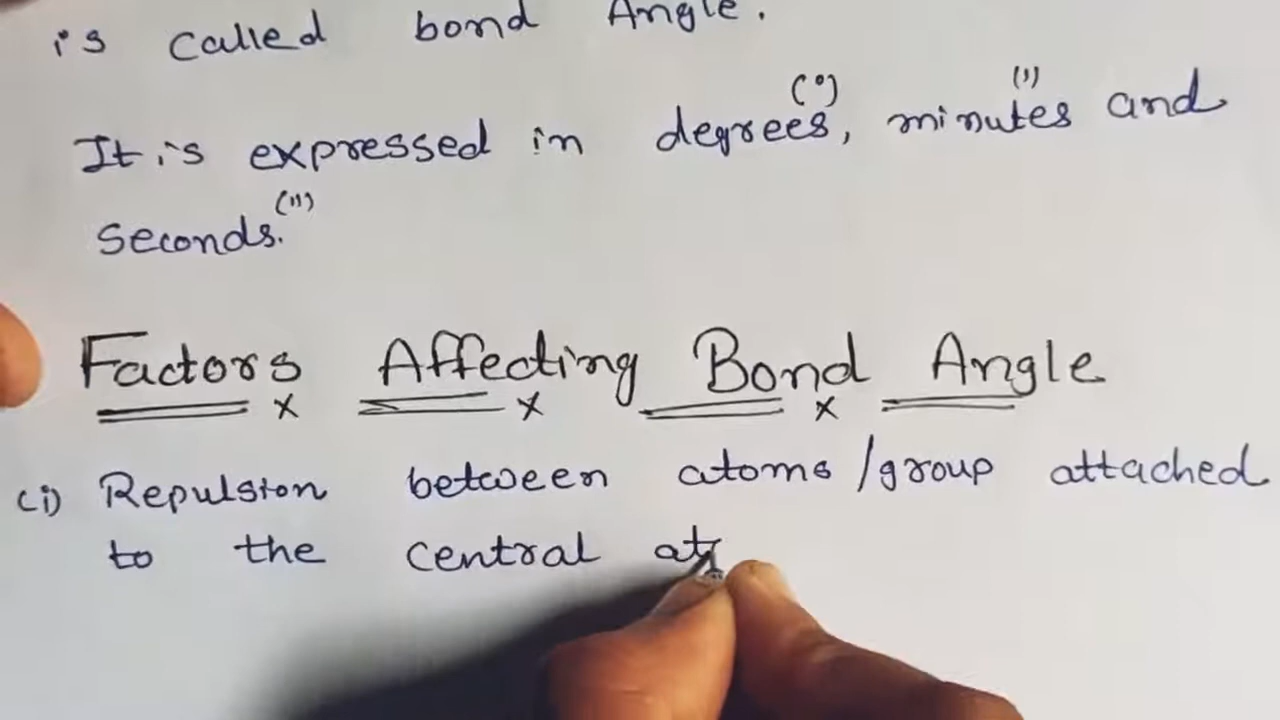 is called bond Angle.
(°) (')
It is expressed in degrees, minutes and
('')
seconds.
Factors Affecting Bond Angle
x x x
(i) Repulsion between atoms/group attached
to the central at